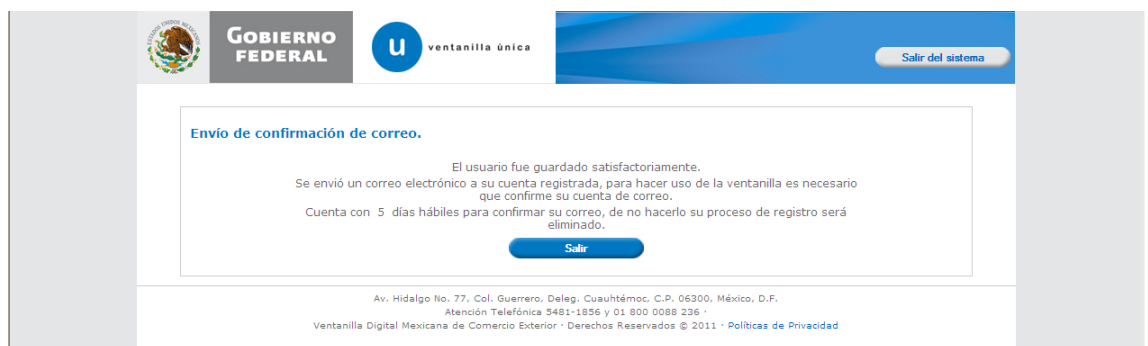 GOBIERNO
FEDERAL
u
ventanilla única
Salir del sistema
Envío de confirmación de correo.
El usuario fue guardado satisfactoriamente.
Se envió un correo electrónico a su cuenta registrada, para hacer uso de la ventanilla es necesario
que confirme su cuenta de correo.
Cuenta con 5 días hábiles para confirmar su correo, de no hacerlo su proceso de registro será
eliminado.
Salir
Av. Hidalgo No. 77, Col. Guerrero, Deleg. Cuauhtémoc, C.P. 06300, México, D.F.
Atención Telefónica 5481-1856 y 01 800 0088 236 ·
Ventanilla Digital Mexicana de Comercio Exterior · Derechos Reservados © 2011 · Políticas de Privacidad